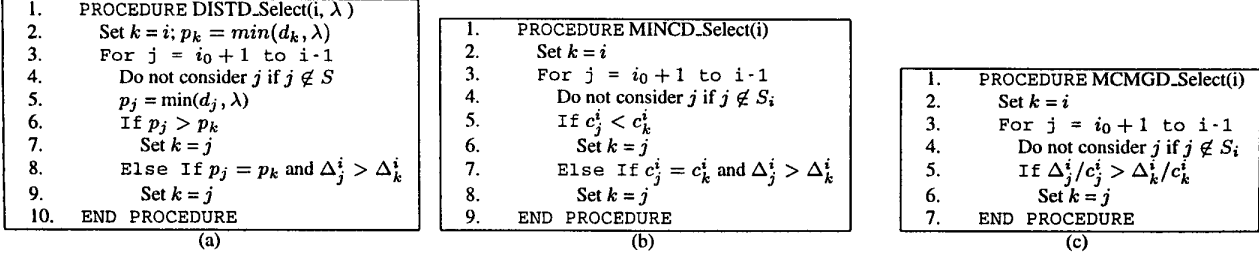 1. PROCEDURE DISTD_Select(i, λ )
2. Set k = i; p_k = min(d_k, λ)
3. For j = i_0 + 1 to i-1
4. Do not consider j if j ∉ S
5. p_j = min(d_j, λ)
6. If p_j > p_k
7. Set k = j
8. Else If p_j = p_k and Δ^i_j > Δ^i_k
9. Set k = j
10. END PROCEDURE
(a)
1. PROCEDURE MINCD_Select(i)
2. Set k = i
3. For j = i_0 + 1 to i-1
4. Do not consider j if j ∉ S_i
5. If c^i_j < c^i_k
6. Set k = j
7. Else If c^i_j = c^i_k and Δ^i_j > Δ^i_k
8. Set k = j
9. END PROCEDURE
(b)
1. PROCEDURE MCMGD_Select(i)
2. Set k = i
3. For j = i_0 + 1 to i-1
4. Do not consider j if j ∉ S_i
5. If Δ^i_j/c^i_j > Δ^i_k/c^i_k
6. Set k = j
7. END PROCEDURE
(c)